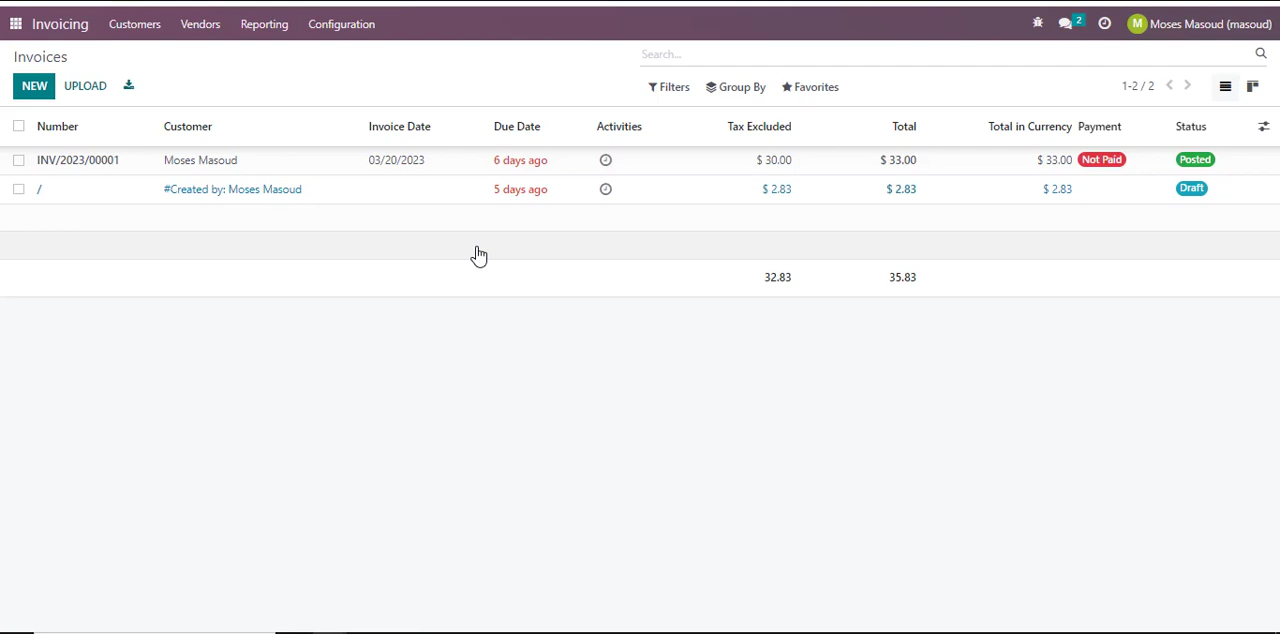 Invoicing Customers Vendors Reporting Configuration 2 M Moses Masoud (masoud)
Invoices Search...
NEW UPLOAD Filters Group By Favorites 1-2 / 2
Number Customer Invoice Date Due Date Activities Tax Excluded Total Total in Currency Payment Status
INV/2023/00001 Moses Masoud 03/20/2023 6 days ago $ 30.00 $ 33.00 $ 33.00 Not Paid Posted
/ #Created by: Moses Masoud 5 days ago $ 2.83 $ 2.83 $ 2.83 Draft
32.83 35.83